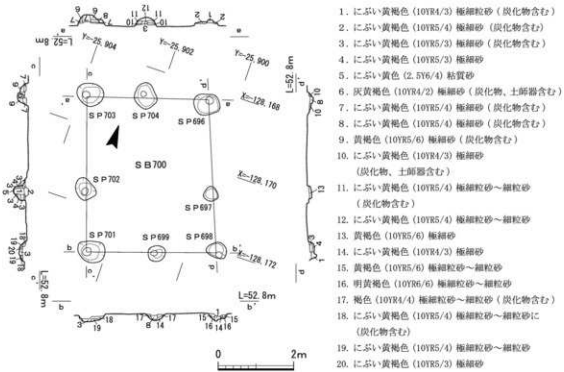 Y=-25,904
Y=-25,902
Y=-25,900
L=52.8m
L=52.8m
X=-128,168
SP703
SP704
SP696
SB700
X=-128,170
SP702
SP697
SP701
SP699
SP698
X=-128,172
L=52.8m
L=52.8m
0 2m
1. にぶい黄褐色 (10YR4/3) 極細粒砂 (炭化物含む)
2. にぶい黄褐色 (10YR5/4) 極細砂 (炭化物含む)
3. にぶい黄褐色 (10YR5/3) 極細砂 (炭化物含む)
4. にぶい黄褐色 (10YR5/3) 極細砂
5. にぶい黄色 (2.5Y6/4) 粘質砂
6. 灰黄褐色 (10YR4/2) 極細砂 (炭化物、土師器含む)
7. にぶい黄褐色 (10YR5/4) 極細砂 (炭化物含む)
8. にぶい黄褐色 (10YR5/4) 極細砂 (炭化物含む)
9. 黄褐色 (10YR5/6) 極細砂 (炭化物含む)
10. にぶい黄褐色 (10YR4/3) 極細砂
(炭化物、土師器含む)
11. にぶい黄褐色 (10YR5/4) 極細粒砂～細粒砂
(炭化物含む)
12. にぶい黄褐色 (10YR5/4) 極細粒砂～細粒砂
13. 黄褐色 (10YR5/6) 極細砂
14. にぶい黄褐色 (10YR4/3) 極細砂
15. 黄褐色 (10YR5/6) 極細粒砂～細粒砂
16. 明黄褐色 (10YR6/6) 極細粒砂～細粒砂
17. 褐色 (10YR4/4) 極細粒砂～細粒砂 (炭化物含む)
18. にぶい黄褐色 (10YR5/4) 極細粒砂～細粒砂に
(炭化物含む)
19. にぶい黄褐色 (10YR5/4) 極細粒砂～細粒砂
20. にぶい黄褐色 (10YR5/3) 極細砂